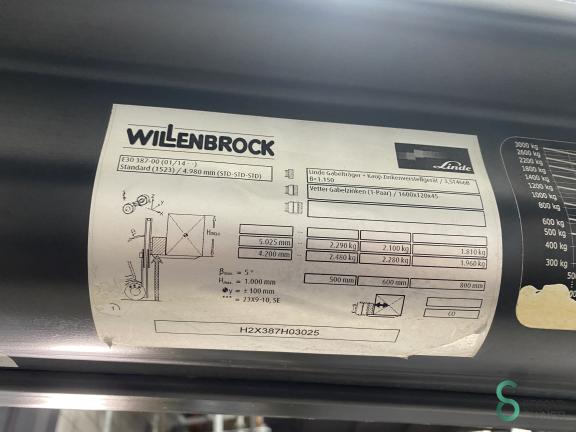 WILLENBROCK
Linde
E30 387-00 (01/14 - )
Standard (1523) / 4.980 mm (STD-STD-STD)
Linde Gabelträger + Kaup Zinkenverstellgerät / 3,5T466B
B=1.150
Vetter Gabelzinken (1-Paar) / 1600x120x45
Hmax
5.025 mm 2.290 kg 2.100 kg 1.810 kg
4.200 mm 2.480 kg 2.280 kg 1.960 kg
500 mm 600 mm 800 mm
βmax = 5 °
Hmax = 1.000 mm
y = ± 100 mm
*** = 23X9-10, SE
H2X387H03025
3000 kg
2600 kg
2200 kg
1800 kg
1400 kg
1200 kg
1000 kg
800 kg
600 kg
500 kg
400 kg
300 kg